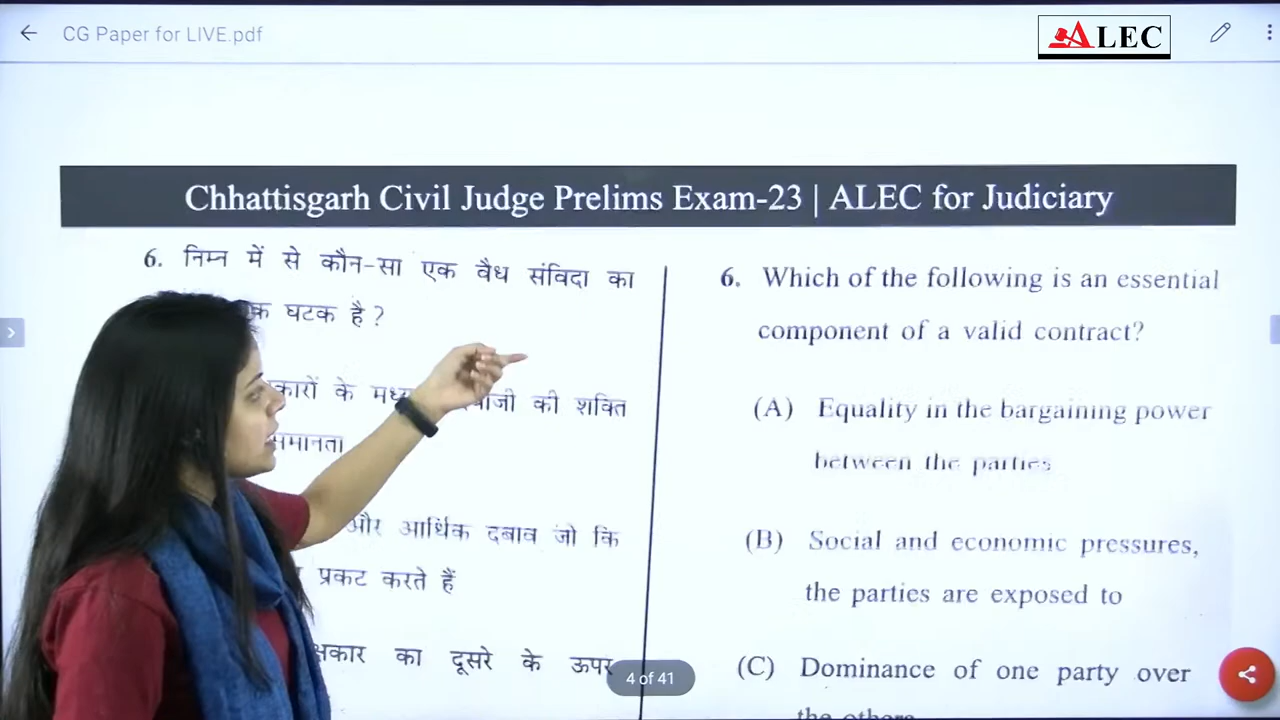 CG Paper for LIVE.pdf
ALEC
Chhattisgarh Civil Judge Prelims Exam-23 | ALEC for Judiciary
6. निम्न में से कौन-सा एक वैध संविदा का
घटक है?
के की शक्ति
समानता
और आर्थिक दबाव जो कि
प्रकट करते हैं
का दूसरे के ऊपर
6. Which of the following is an essential
component of a valid contract?
(A) Equality in the bargaining power
between the parties
(B) Social and economic pressures,
the parties are exposed to
(C) Dominance of one party over
the others
4 of 41